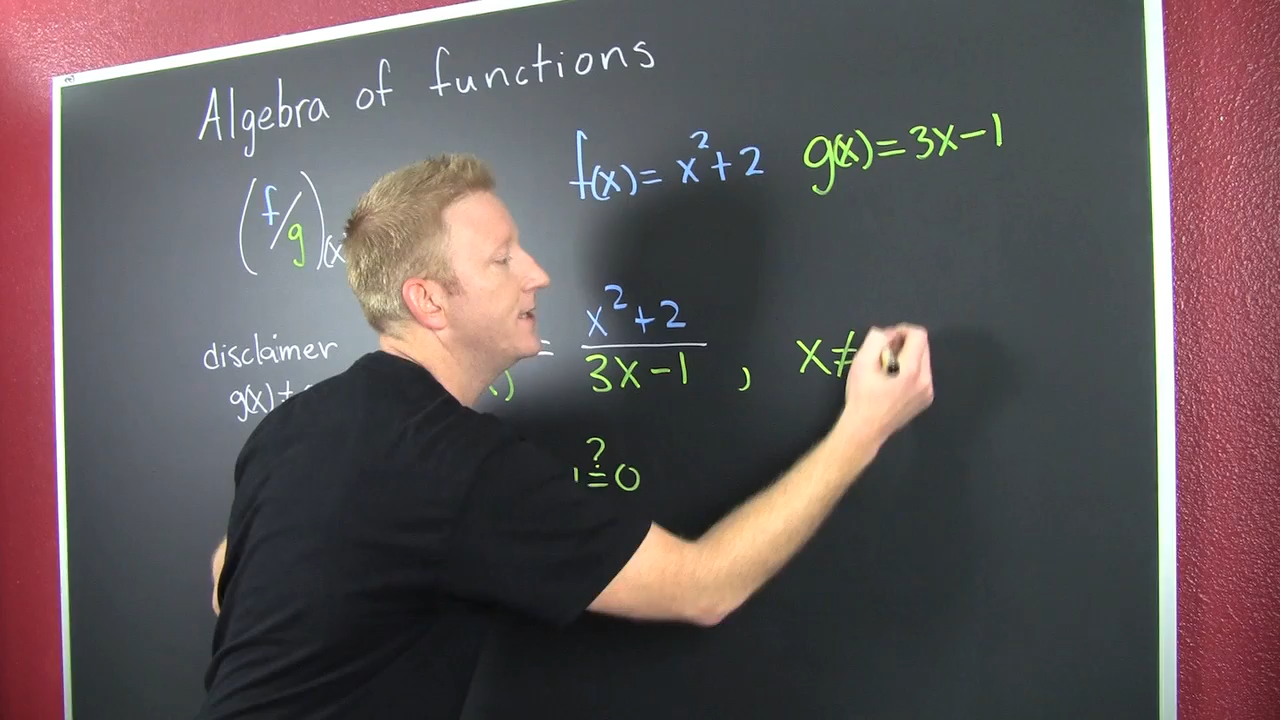 Algebra of functions
f(x) = x²+2 g(x) = 3x-1
(f/g)(x
disclaimer
g(x) ≠
= x²+2 / 3x-1 , x ≠
? = 0